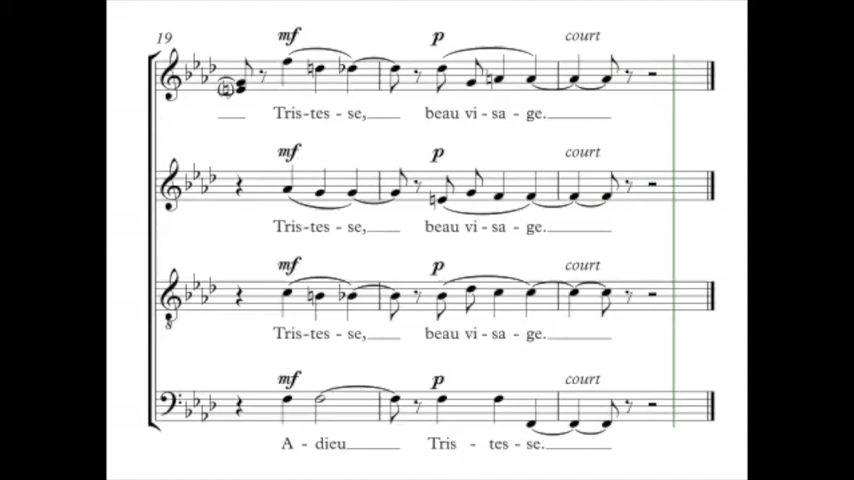 19
mf p court
Tris-tes - se, beau vi - sa - ge.
mf p court
Tris-tes - se, beau vi - sa - ge.
mf p court
8
Tris-tes - se, beau vi - sa - ge.
mf p court
A - dieu Tris - tes - se.